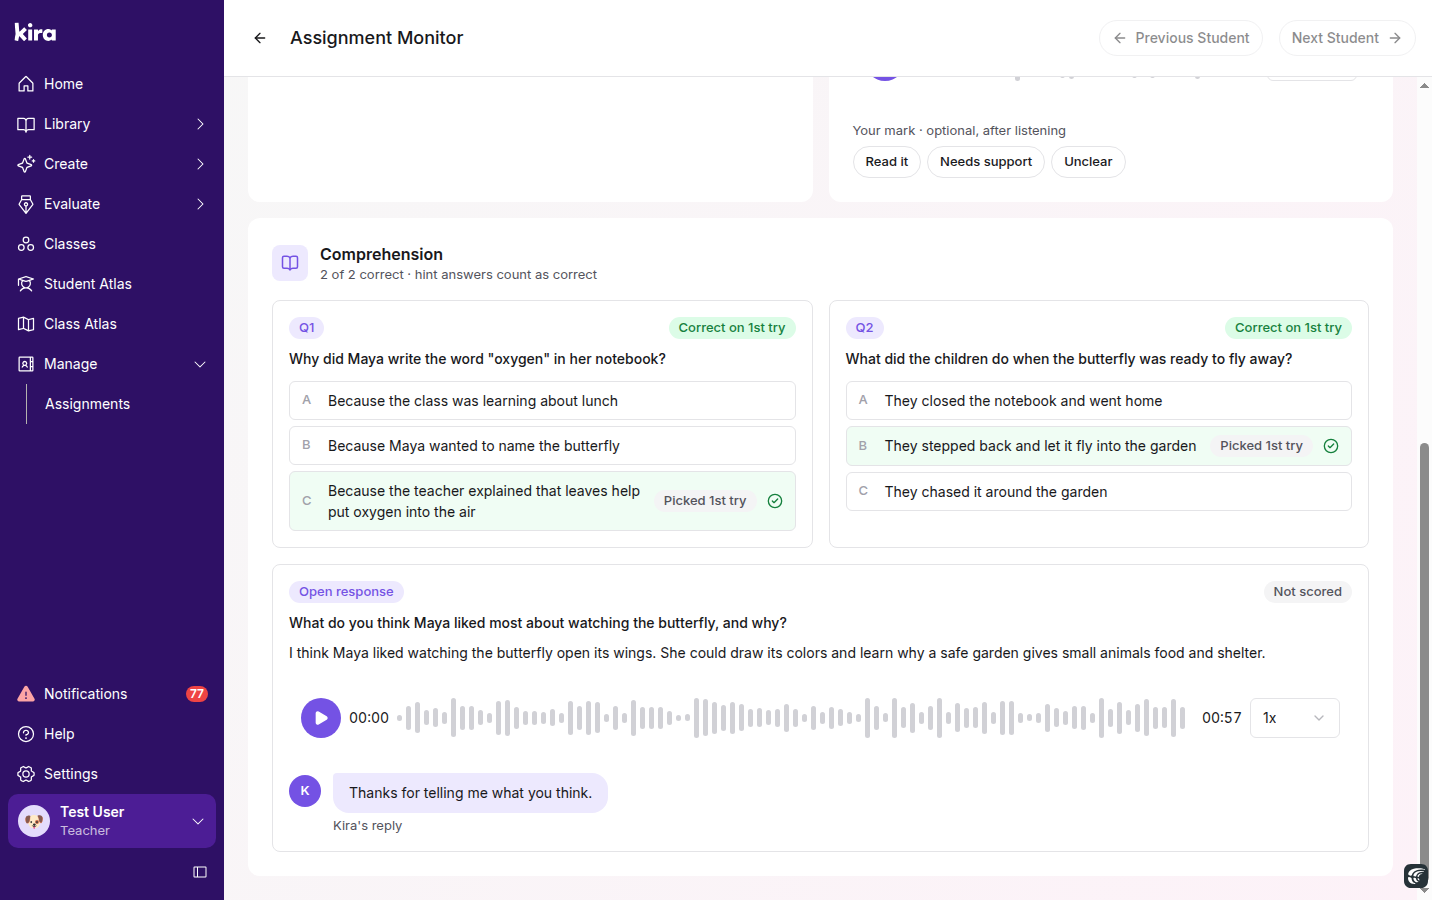 kira
Home
Library
Create
Evaluate
Classes
Student Atlas
Class Atlas
Manage
Assignments
Notifications
77
Help
Settings
Test User
Teacher
Assignment Monitor
Previous Student
Next Student
Your mark · optional, after listening
Read it
Needs support
Unclear
Comprehension
2 of 2 correct · hint answers count as correct
Q1
Correct on 1st try
Why did Maya write the word "oxygen" in her notebook?
A
Because the class was learning about lunch
B
Because Maya wanted to name the butterfly
C
Because the teacher explained that leaves help
put oxygen into the air
Picked 1st try
Q2
Correct on 1st try
What did the children do when the butterfly was ready to fly away?
A
They closed the notebook and went home
B
They stepped back and let it fly into the garden
Picked 1st try
C
They chased it around the garden
Open response
Not scored
What do you think Maya liked most about watching the butterfly, and why?
I think Maya liked watching the butterfly open its wings. She could draw its colors and learn why a safe garden gives small animals food and shelter.
00:00
00:57
1x
K
Thanks for telling me what you think.
Kira's reply